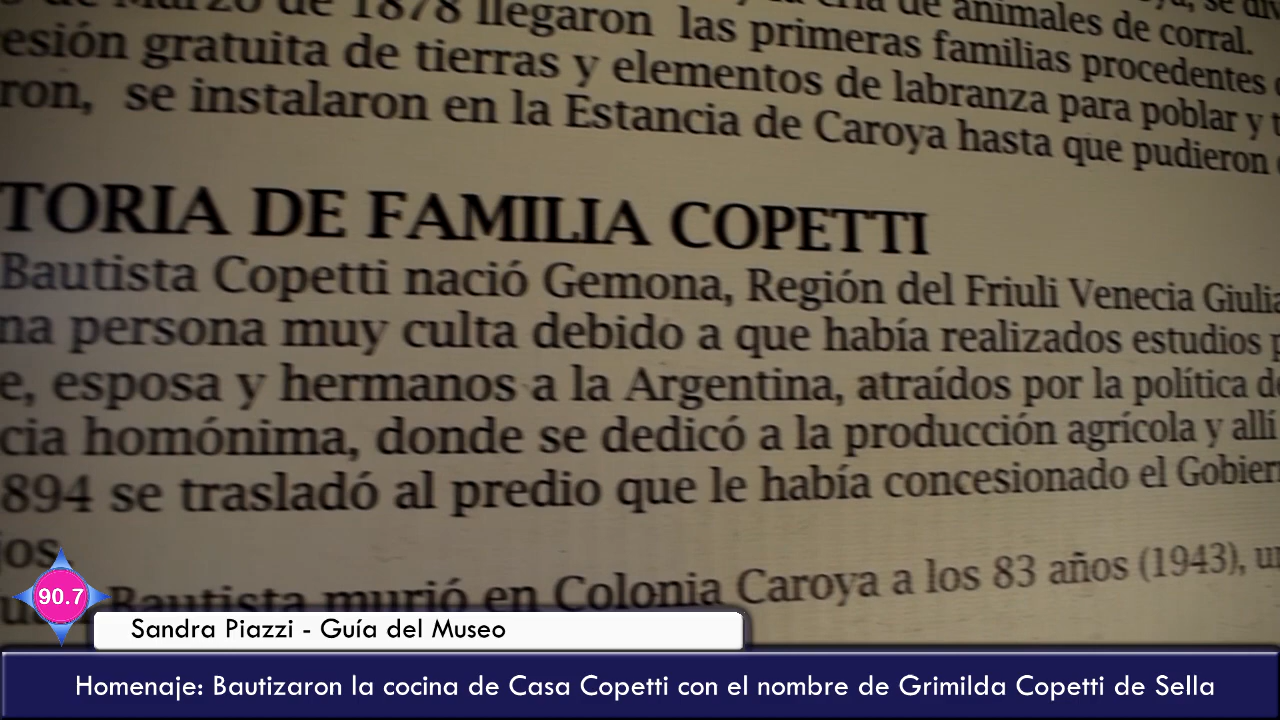 de Marzo de 1878 llegaron las primeras familias procedentes
cría de animales de corral.
esión gratuita de tierras y elementos de labranza para poblar y
ron, se instalaron en la Estancia de Caroya hasta que pudieron
TORIA DE FAMILIA COPETTI
Bautista Copetti nació Gemona, Región del Friuli Venecia Giulia
na persona muy culta debido a que había realizados estudios p
e, esposa y hermanos a la Argentina, atraídos por la política de
cia homónima, donde se dedicó a la producción agrícola y allí
894 se trasladó al predio que le había concesionado el Gobiern
jos.
Bautista murió en Colonia Caroya a los 83 años (1943), un
90.7
Sandra Piazzi - Guía del Museo
Homenaje: Bautizaron la cocina de Casa Copetti con el nombre de Grimilda Copetti de Sella